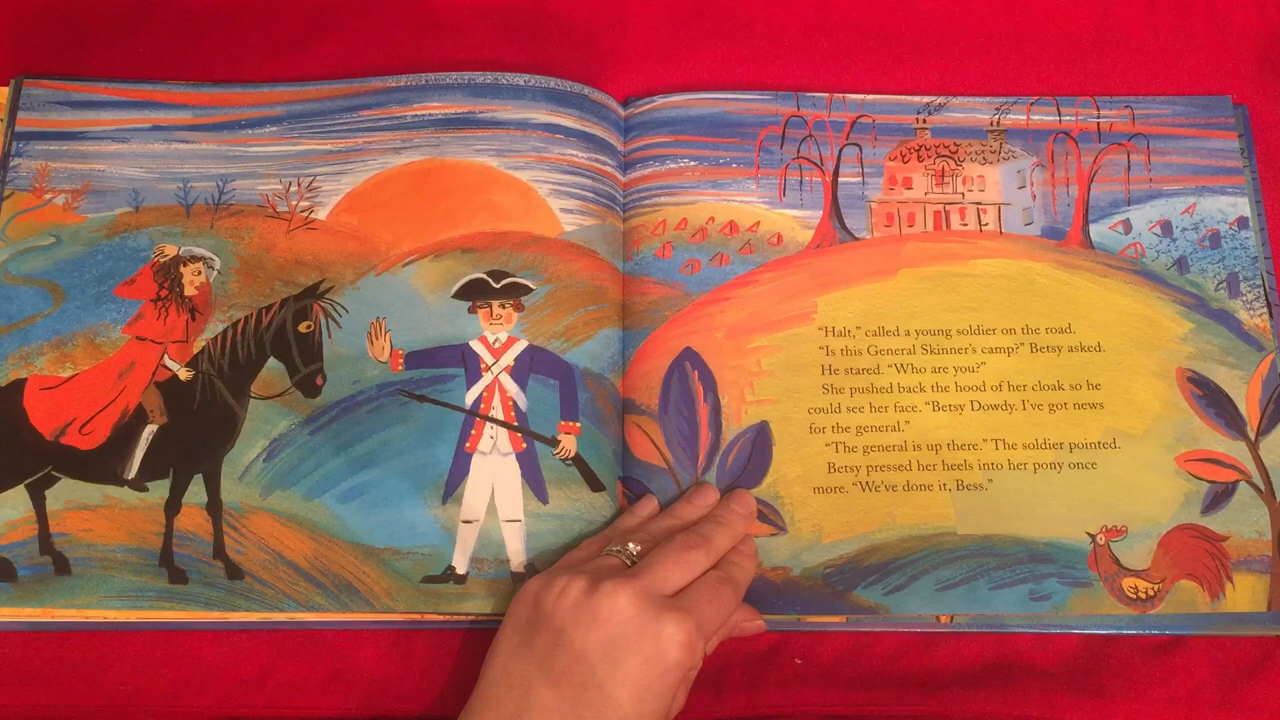 “Halt,” called a young soldier on the road.
“Is this General Skinner’s camp?” Betsy asked.
He stared. “Who are you?”
She pushed back the hood of her cloak so he
could see her face. “Betsy Dowdy. I’ve got news
for the general.”
“The general is up there.” The soldier pointed.
Betsy pressed her heels into her pony once
more. “We’ve done it, Bess.”